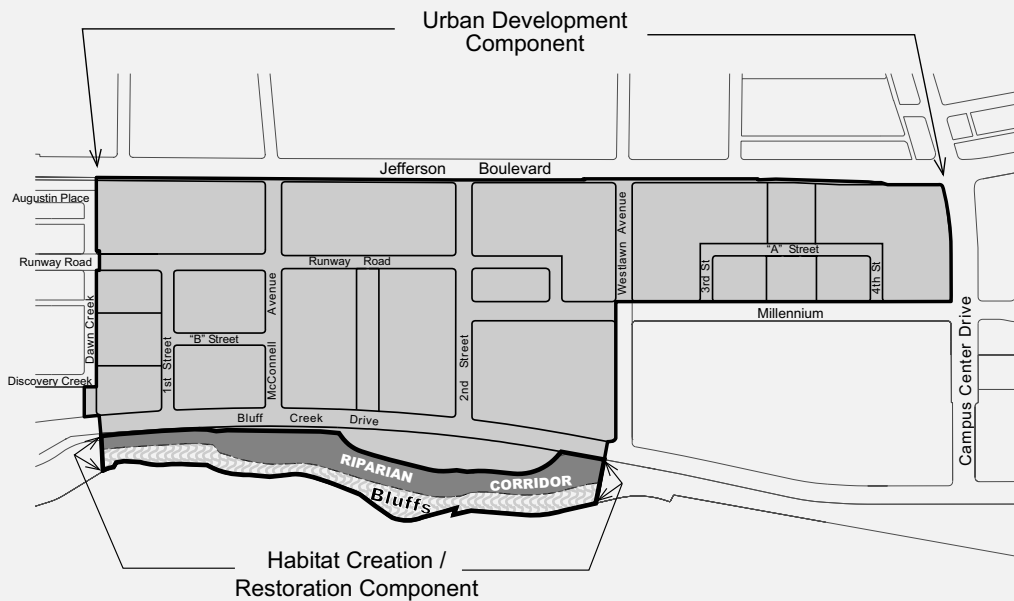 Urban Development
Component
Jefferson Boulevard
Augustin Place
Westlawn Avenue
"A" Street
Runway Road
Runway Road
3rd St
4th St
Avenue
Millennium
Dawn Creek
"B" Street
1st Street
McConnell
2nd Street
Campus Center Drive
Discovery Creek
Bluff Creek Drive
RIPARIAN
CORRIDOR
Bluffs
Habitat Creation /
Restoration Component